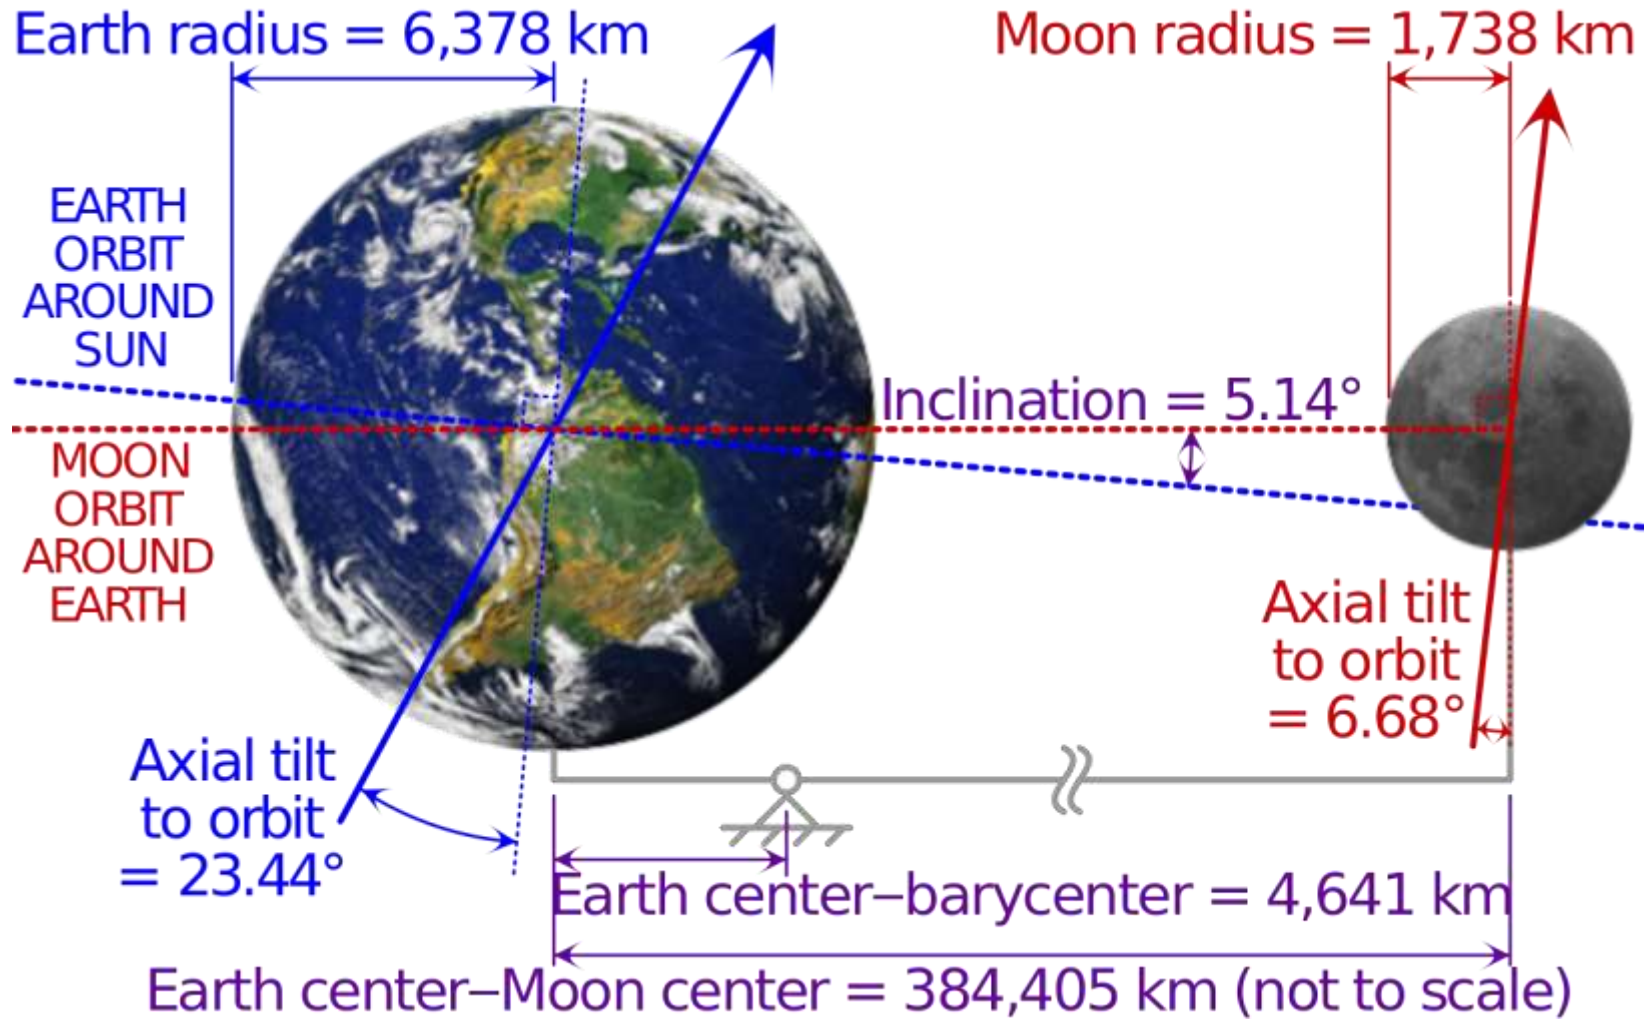 Earth radius = 6,378 km
Moon radius = 1,738 km
EARTH
ORBIT
AROUND
SUN
Inclination = 5.14°
MOON
ORBIT
AROUND
EARTH
Axial tilt
to orbit
= 6.68°
Axial tilt
to orbit
= 23.44°
Earth center–barycenter = 4,641 km
Earth center–Moon center = 384,405 km (not to scale)